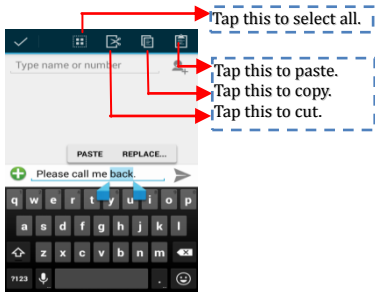 Tap this to select all.
Type name or number
Tap this to paste.
Tap this to copy.
Tap this to cut.
PASTE REPLACE...
Please call me back.
q w e r t y u i o p
a s d f g h j k l
z x c v b n m
?123 .